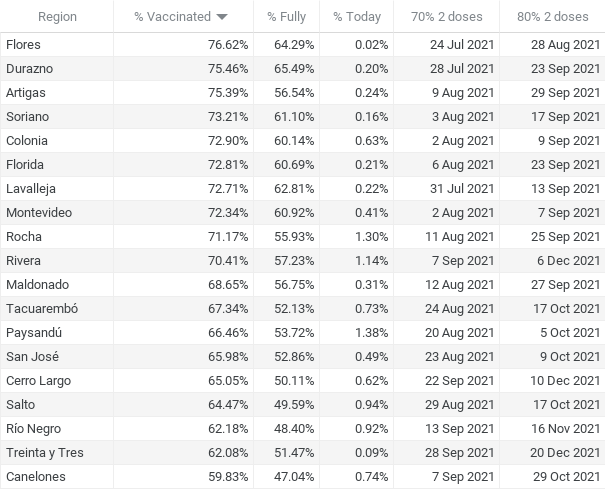 Region % Vaccinated % Fully % Today 70% 2 doses 80% 2 doses
Flores 76.62% 64.29% 0.02% 24 Jul 2021 28 Aug 2021
Durazno 75.46% 65.49% 0.20% 28 Jul 2021 23 Sep 2021
Artigas 75.39% 56.54% 0.24% 9 Aug 2021 29 Sep 2021
Soriano 73.21% 61.10% 0.16% 3 Aug 2021 17 Sep 2021
Colonia 72.90% 60.14% 0.63% 2 Aug 2021 9 Sep 2021
Florida 72.81% 60.69% 0.21% 6 Aug 2021 23 Sep 2021
Lavalleja 72.71% 62.81% 0.22% 31 Jul 2021 13 Sep 2021
Montevideo 72.34% 60.92% 0.41% 2 Aug 2021 7 Sep 2021
Rocha 71.17% 55.93% 1.30% 11 Aug 2021 25 Sep 2021
Rivera 70.41% 57.23% 1.14% 7 Sep 2021 6 Dec 2021
Maldonado 68.65% 56.75% 0.31% 12 Aug 2021 27 Sep 2021
Tacuarembó 67.34% 52.13% 0.73% 24 Aug 2021 17 Oct 2021
Paysandú 66.46% 53.72% 1.38% 20 Aug 2021 5 Oct 2021
San José 65.98% 52.86% 0.49% 23 Aug 2021 9 Oct 2021
Cerro Largo 65.05% 50.11% 0.62% 22 Sep 2021 10 Dec 2021
Salto 64.47% 49.59% 0.94% 29 Aug 2021 17 Oct 2021
Río Negro 62.18% 48.40% 0.92% 13 Sep 2021 16 Nov 2021
Treinta y Tres 62.08% 51.47% 0.09% 28 Sep 2021 20 Dec 2021
Canelones 59.83% 47.04% 0.74% 7 Sep 2021 29 Oct 2021